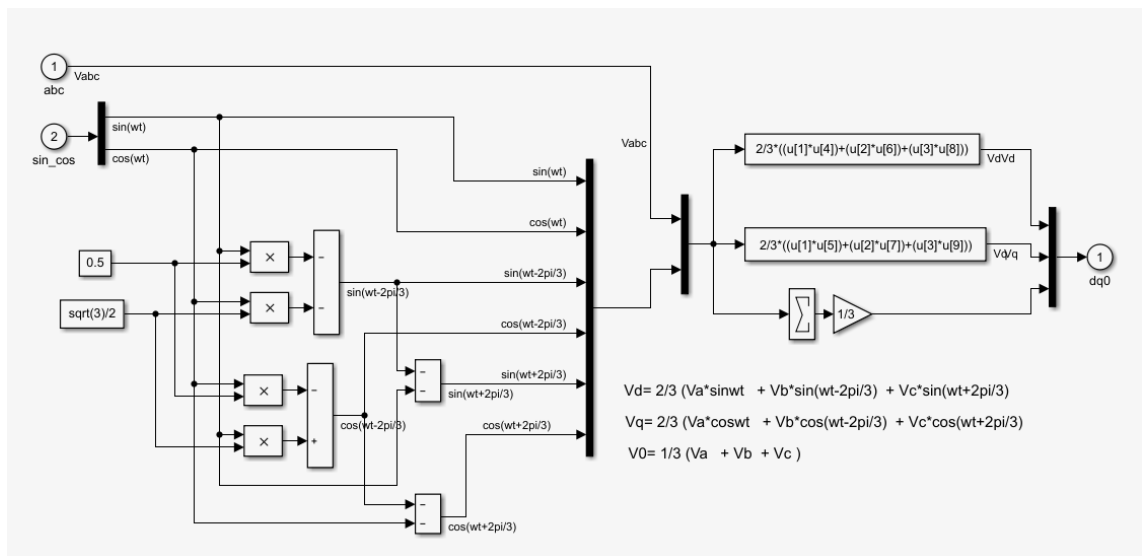 1
Vabc
abc
sin(wt)
2
sin_cos
cos(wt)
Vabc
2/3*((u[1]*u[4])+(u[2]*u[6])+(u[3]*u[8]))
VdVd
sin(wt)
cos(wt)
×
-
2/3*((u[1]*u[5])+(u[2]*u[7])+(u[3]*u[9]))
1
0.5
sin(wt-2pi/3)
dq0
sin(wt-2pi/3)
sqrt(3)/2
×
-
1/3
cos(wt-2pi/3)
×
-
-
-
sin(wt+2pi/3)
sin(wt+2pi/3)
Vd= 2/3 (Va*sinwt + Vb*sin(wt-2pi/3) + Vc*sin(wt+2pi/3)
cos(wt-2pi/3)
cos(wt+2pi/3)
Vq= 2/3 (Va*coswt + Vb*cos(wt-2pi/3) + Vc*cos(wt+2pi/3)
×
+
V0= 1/3 (Va + Vb + Vc )
-
-
cos(wt+2pi/3)